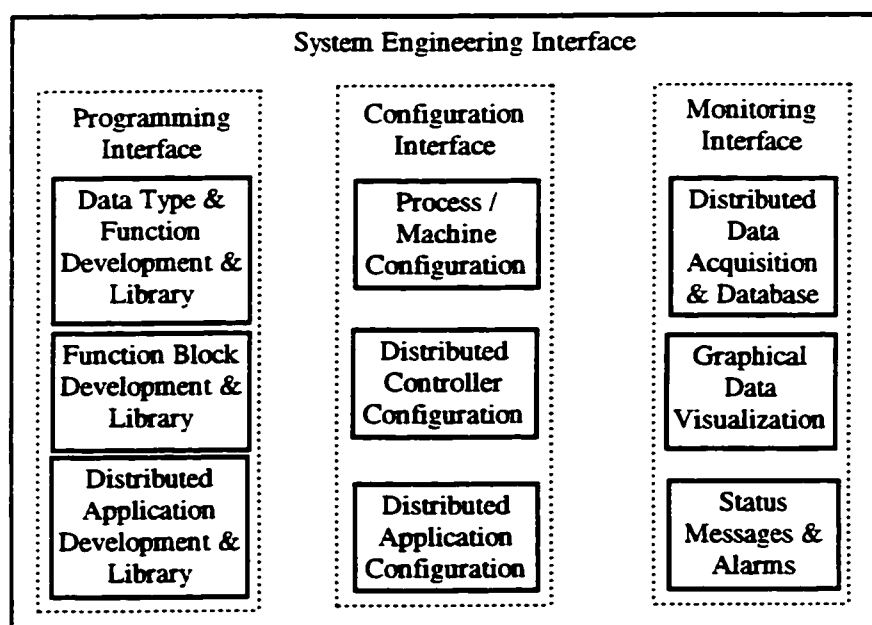 System Engineering Interface
Programming
Interface
Data Type &
Function
Development &
Library
Function Block
Development &
Library
Distributed
Application
Development &
Library
Configuration
Interface
Process /
Machine
Configuration
Distributed
Controller
Configuration
Distributed
Application
Configuration
Monitoring
Interface
Distributed
Data
Acquisition
& Database
Graphical
Data
Visualization
Status
Messages &
Alarms